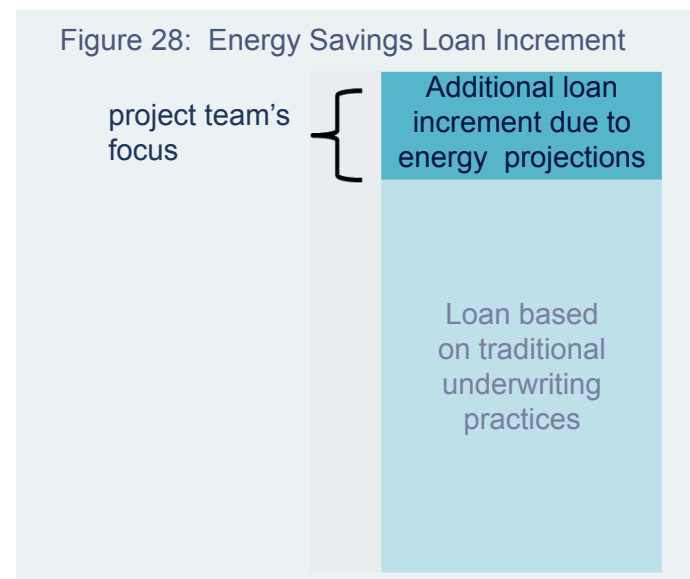 Figure 28: Energy Savings Loan Increment
project team's
focus
Additional loan
increment due to
energy projections
Loan based
on traditional
underwriting
practices